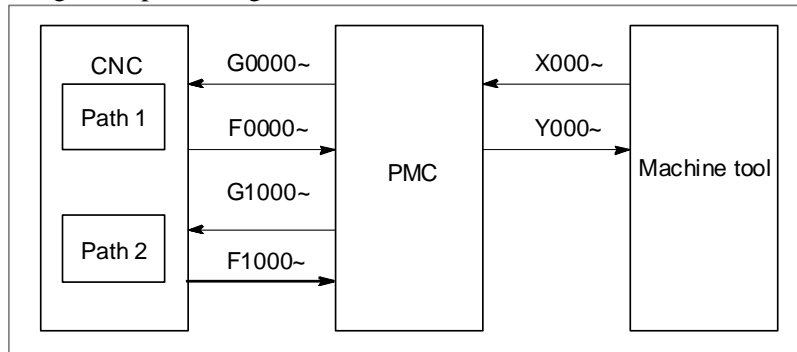 CNC
Path 1
Path 2
G0000~
F0000~
G1000~
F1000~
PMC
X000~
Y000~
Machine tool